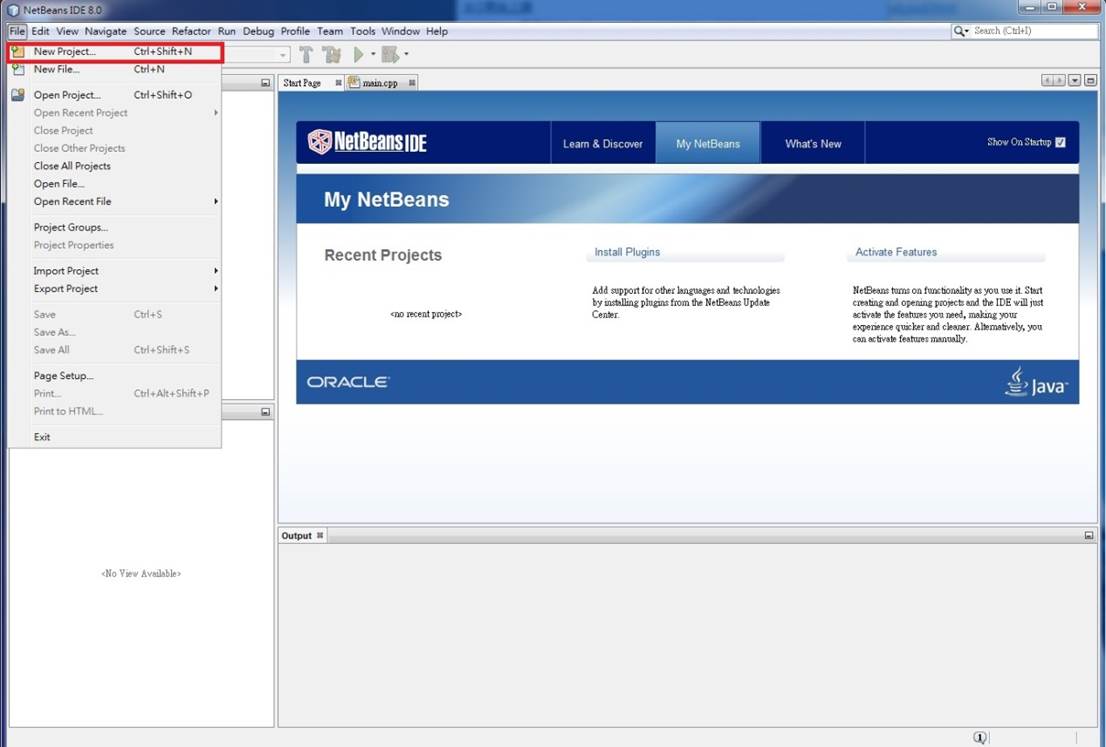 NetBeans IDE 8.0
File Edit View Navigate Source Refactor Run Debug Profile Team Tools Window Help
Search (Ctrl+I)
New Project... Ctrl+Shift+N
New File... Ctrl+N
Open Project... Ctrl+Shift+O
Open Recent Project
Close Project
Close Other Projects
Close All Projects
Open File...
Open Recent File
Project Groups...
Project Properties
Import Project
Export Project
Save Ctrl+S
Save As...
Save All Ctrl+Shift+S
Page Setup...
Print... Ctrl+Alt+Shift+P
Print to HTML...
Exit
<No View Available>
Start Page main.cpp
NetBeans IDE
Learn & Discover My NetBeans What's New
Show On Startup
My NetBeans
Recent Projects
<no recent project>
Install Plugins
Add support for other languages and technologies
by installing plugins from the NetBeans Update
Center.
Activate Features
NetBeans turns on functionality as you use it. Start
creating and opening projects and the IDE will just
activate the features you need, making your
experience quicker and cleaner. Alternatively, you
can activate features manually.
ORACLE
Java
Output
1